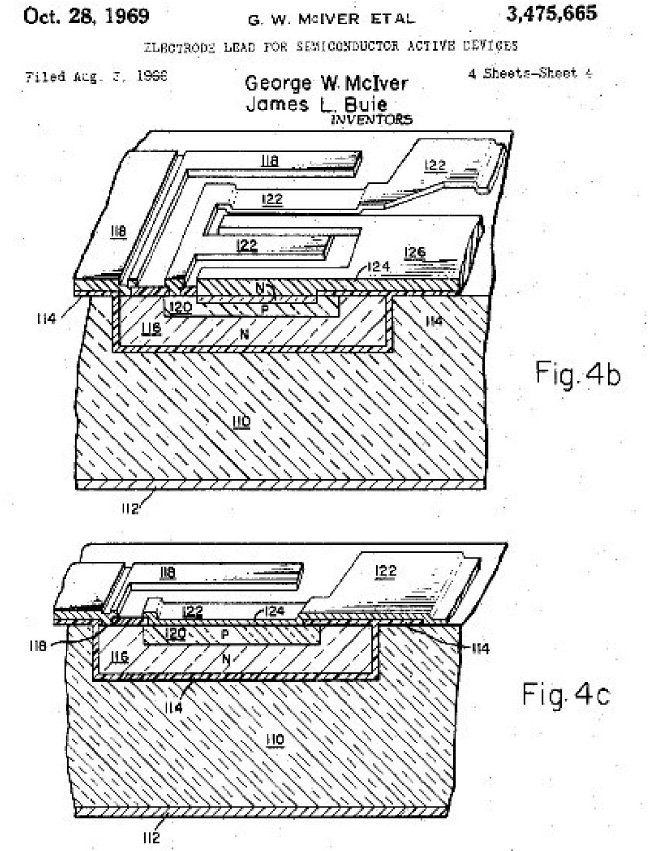 Oct. 28, 1969 G. W. McIVER ETAL 3,475,665
ELECTRODE LEAD FOR SEMICONDUCTOR ACTIVE DEVICES
Filed Aug. 3, 1966 4 Sheets-Sheet 4
George W. McIver
James L. Buie
INVENTORS
118 122
122
118
122 124 126
N
114 120 P 114
116
N
Fig. 4b
110
112
118 122
122 124
120 P
118 116 N 114
114
Fig. 4c
110
112